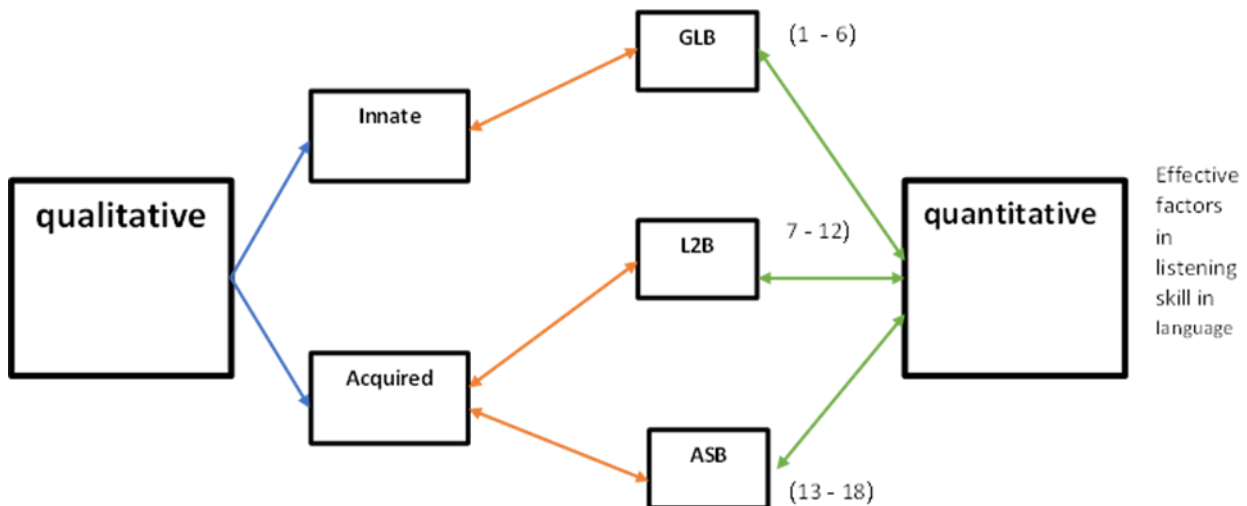 GLB
(1 - 6)
Innate
qualitative
L2B
7 - 12)
quantitative
Effective
factors
in
listening
skill in
language
Acquired
ASB
(13 - 18)